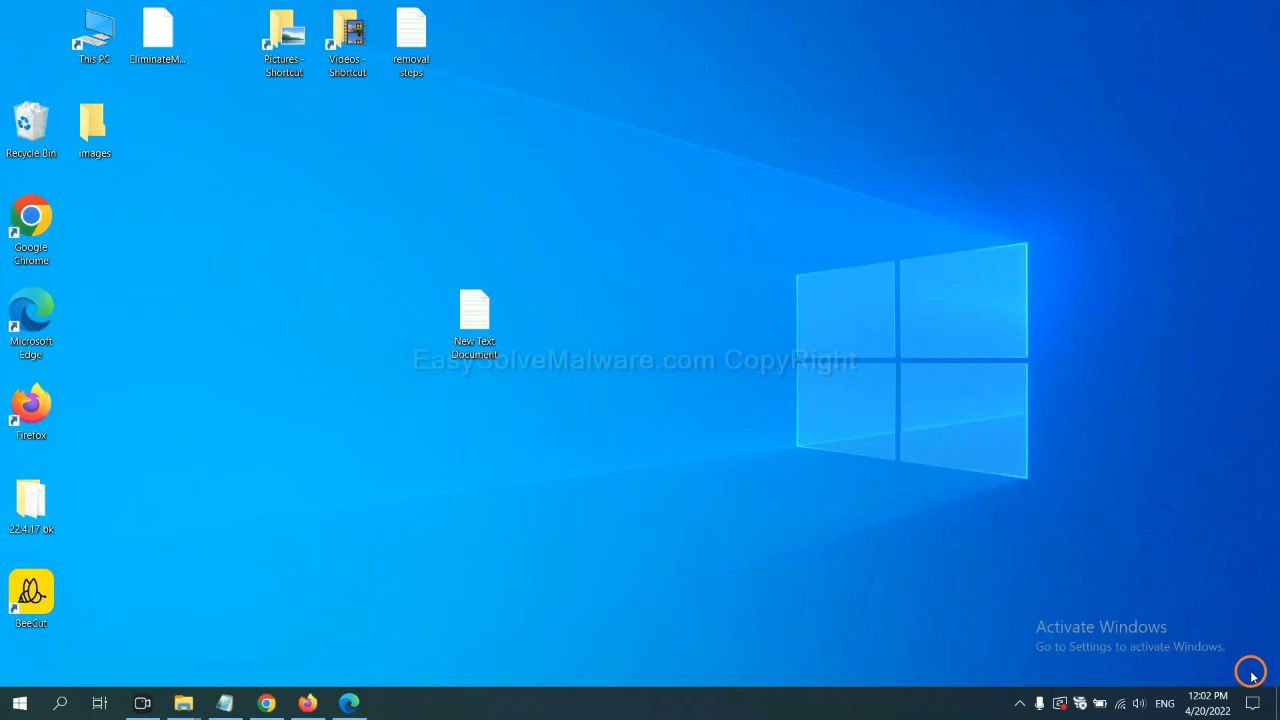 This PC
EliminateM...
Pictures -
Shortcut
Videos -
Shortcut
removal
steps
Recycle Bin
images
Google
Chrome
Microsoft
Edge
New Text
Document
EasySolveMalware.com CopyRight
Firefox
22.4.17 bk
BeeCut
Activate Windows
Go to Settings to activate Windows.
ENG
12:02 PM
4/20/2022